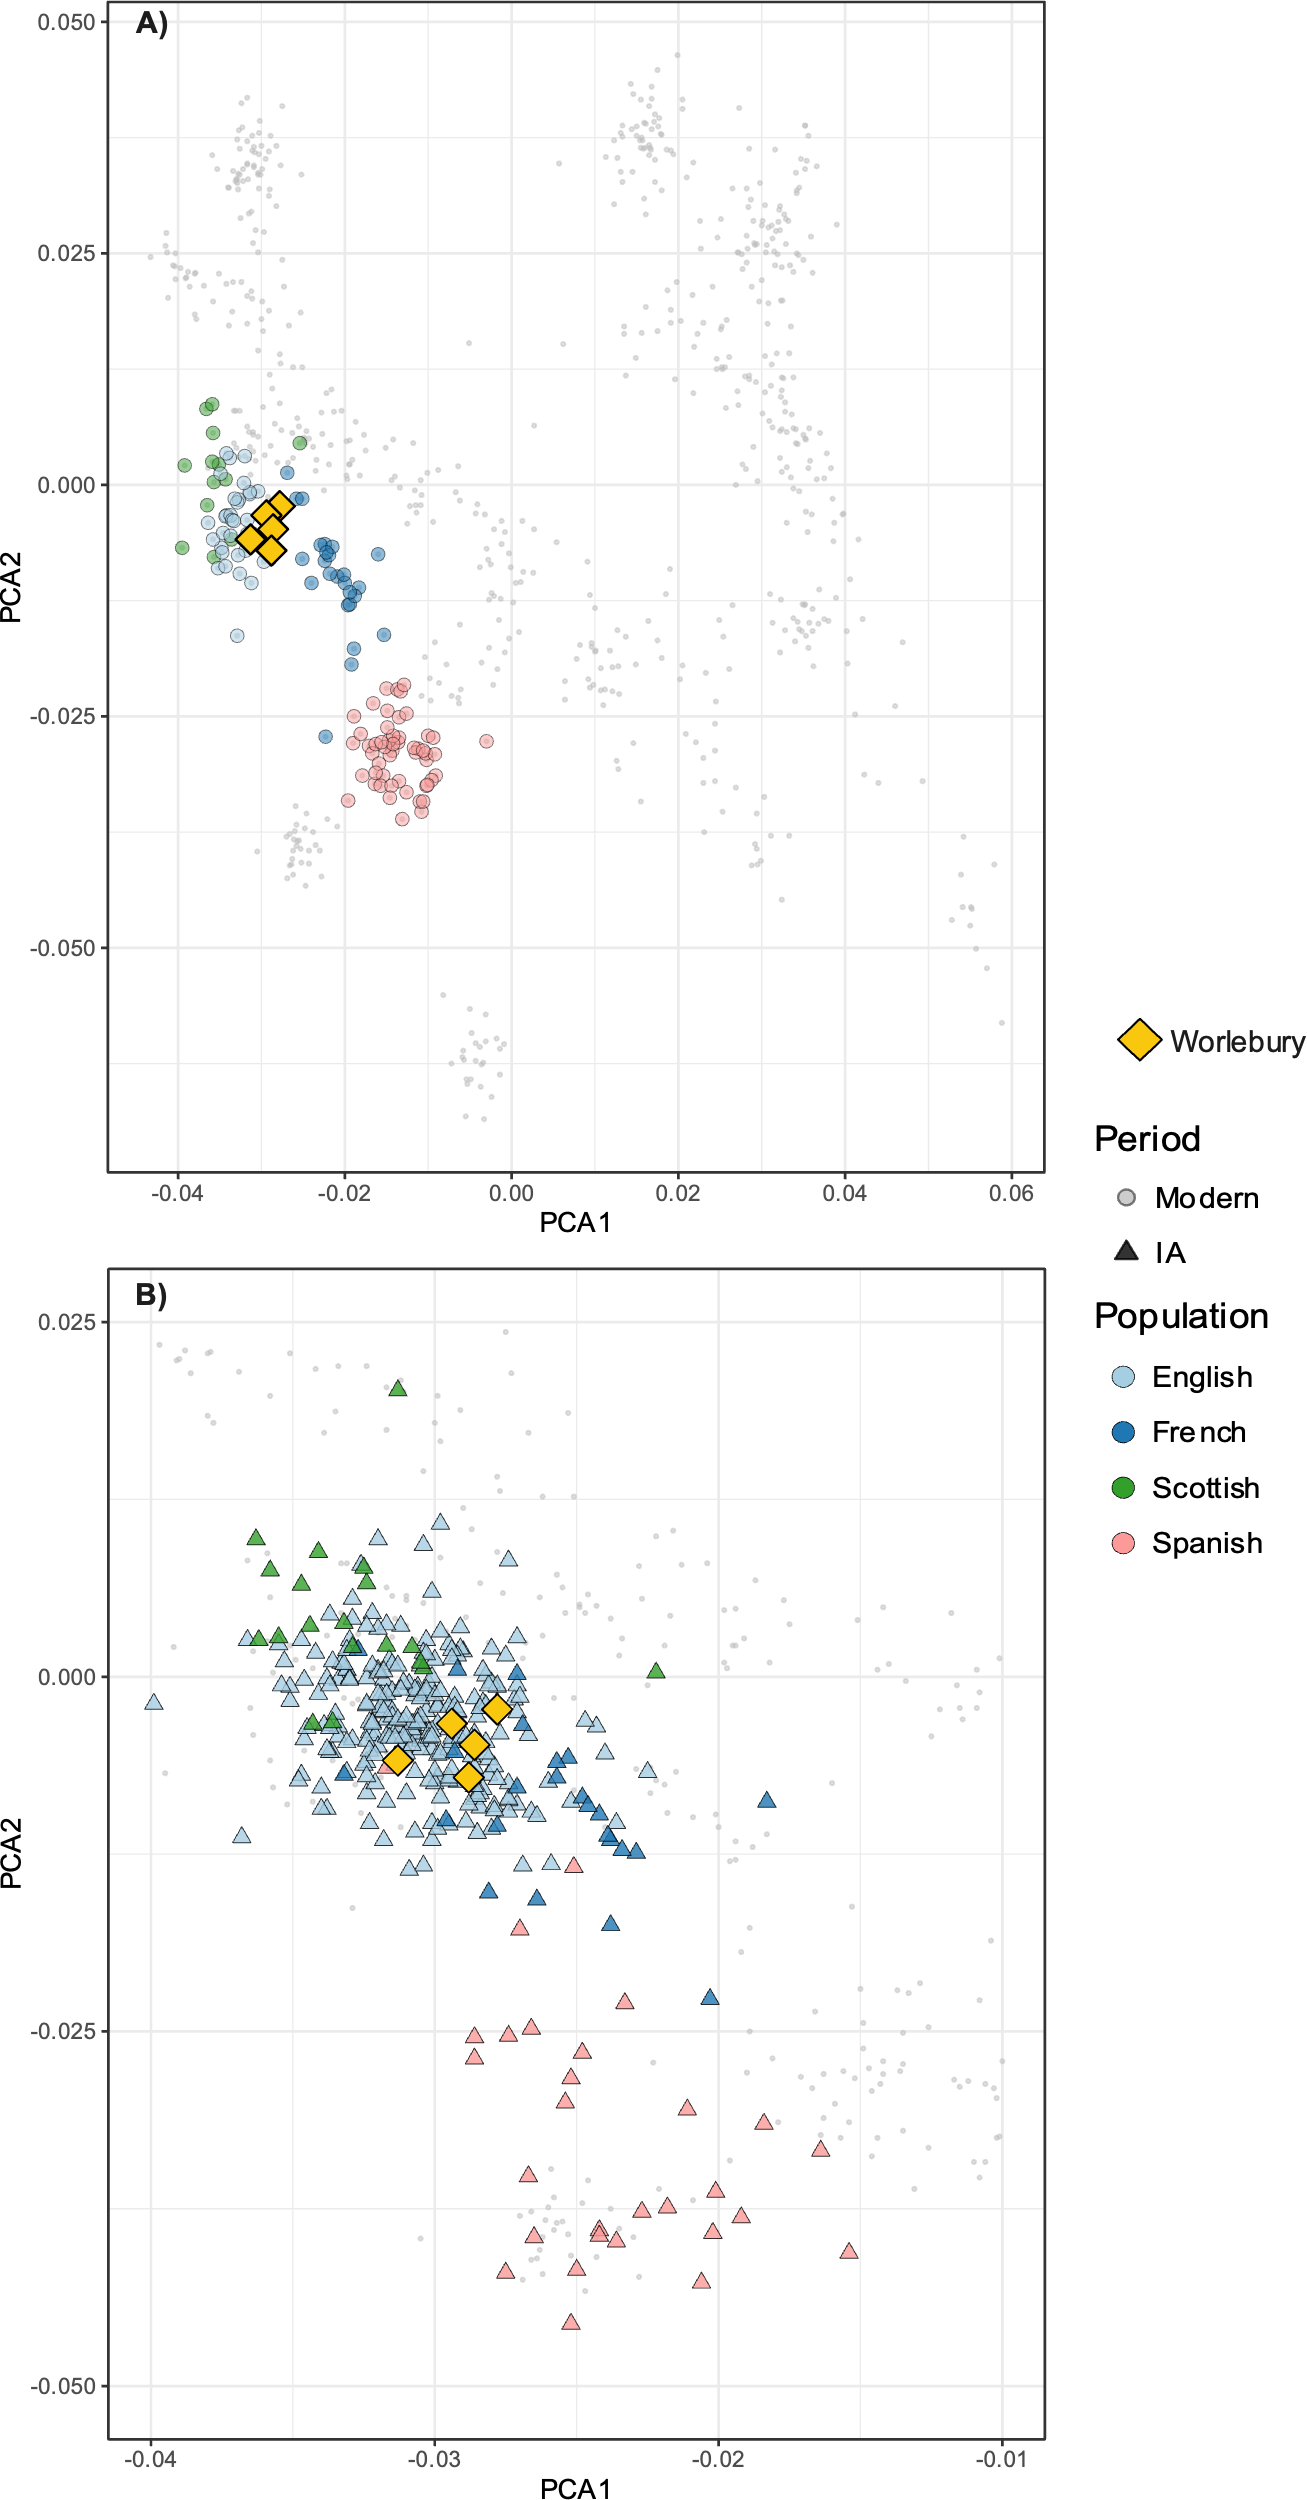 A)
0.050
0.025
0.000
-0.025
-0.050
PCA2
-0.04 -0.02 0.00 0.02 0.04 0.06
PCA1
Worlebury
Period
Modern
IA
Population
English
French
Scottish
Spanish
B)
0.025
0.000
-0.025
-0.050
PCA2
-0.04 -0.03 -0.02 -0.01
PCA1